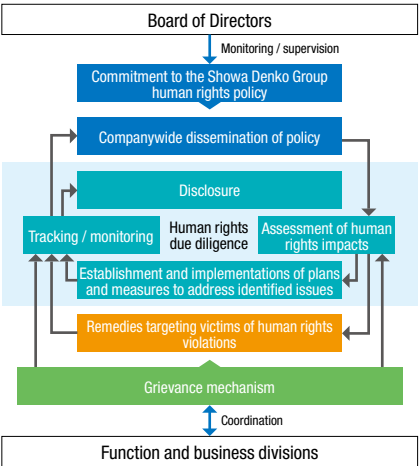 Board of Directors
Monitoring / supervision
Commitment to the Showa Denko Group
human rights policy
Companywide dissemination of policy
Disclosure
Tracking / monitoring
Human rights
due diligence
Assessment of human
rights impacts
Establishment and implementations of plans
and measures to address identified issues
Remedies targeting victims of human rights
violations
Grievance mechanism
Coordination
Function and business divisions